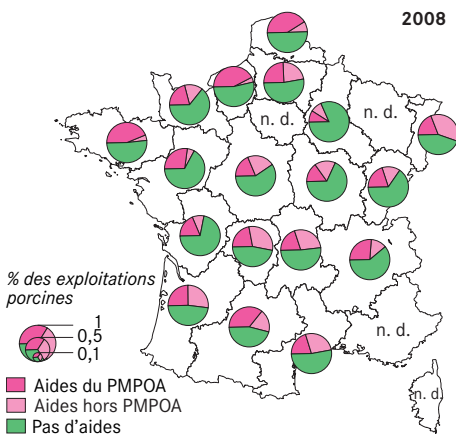 2008
n. d.
n. d.
n. d.
n. d.
% des exploitations
porcines
1
0,5
0,1
Aides du PMPOA
Aides hors PMPOA
Pas d'aides